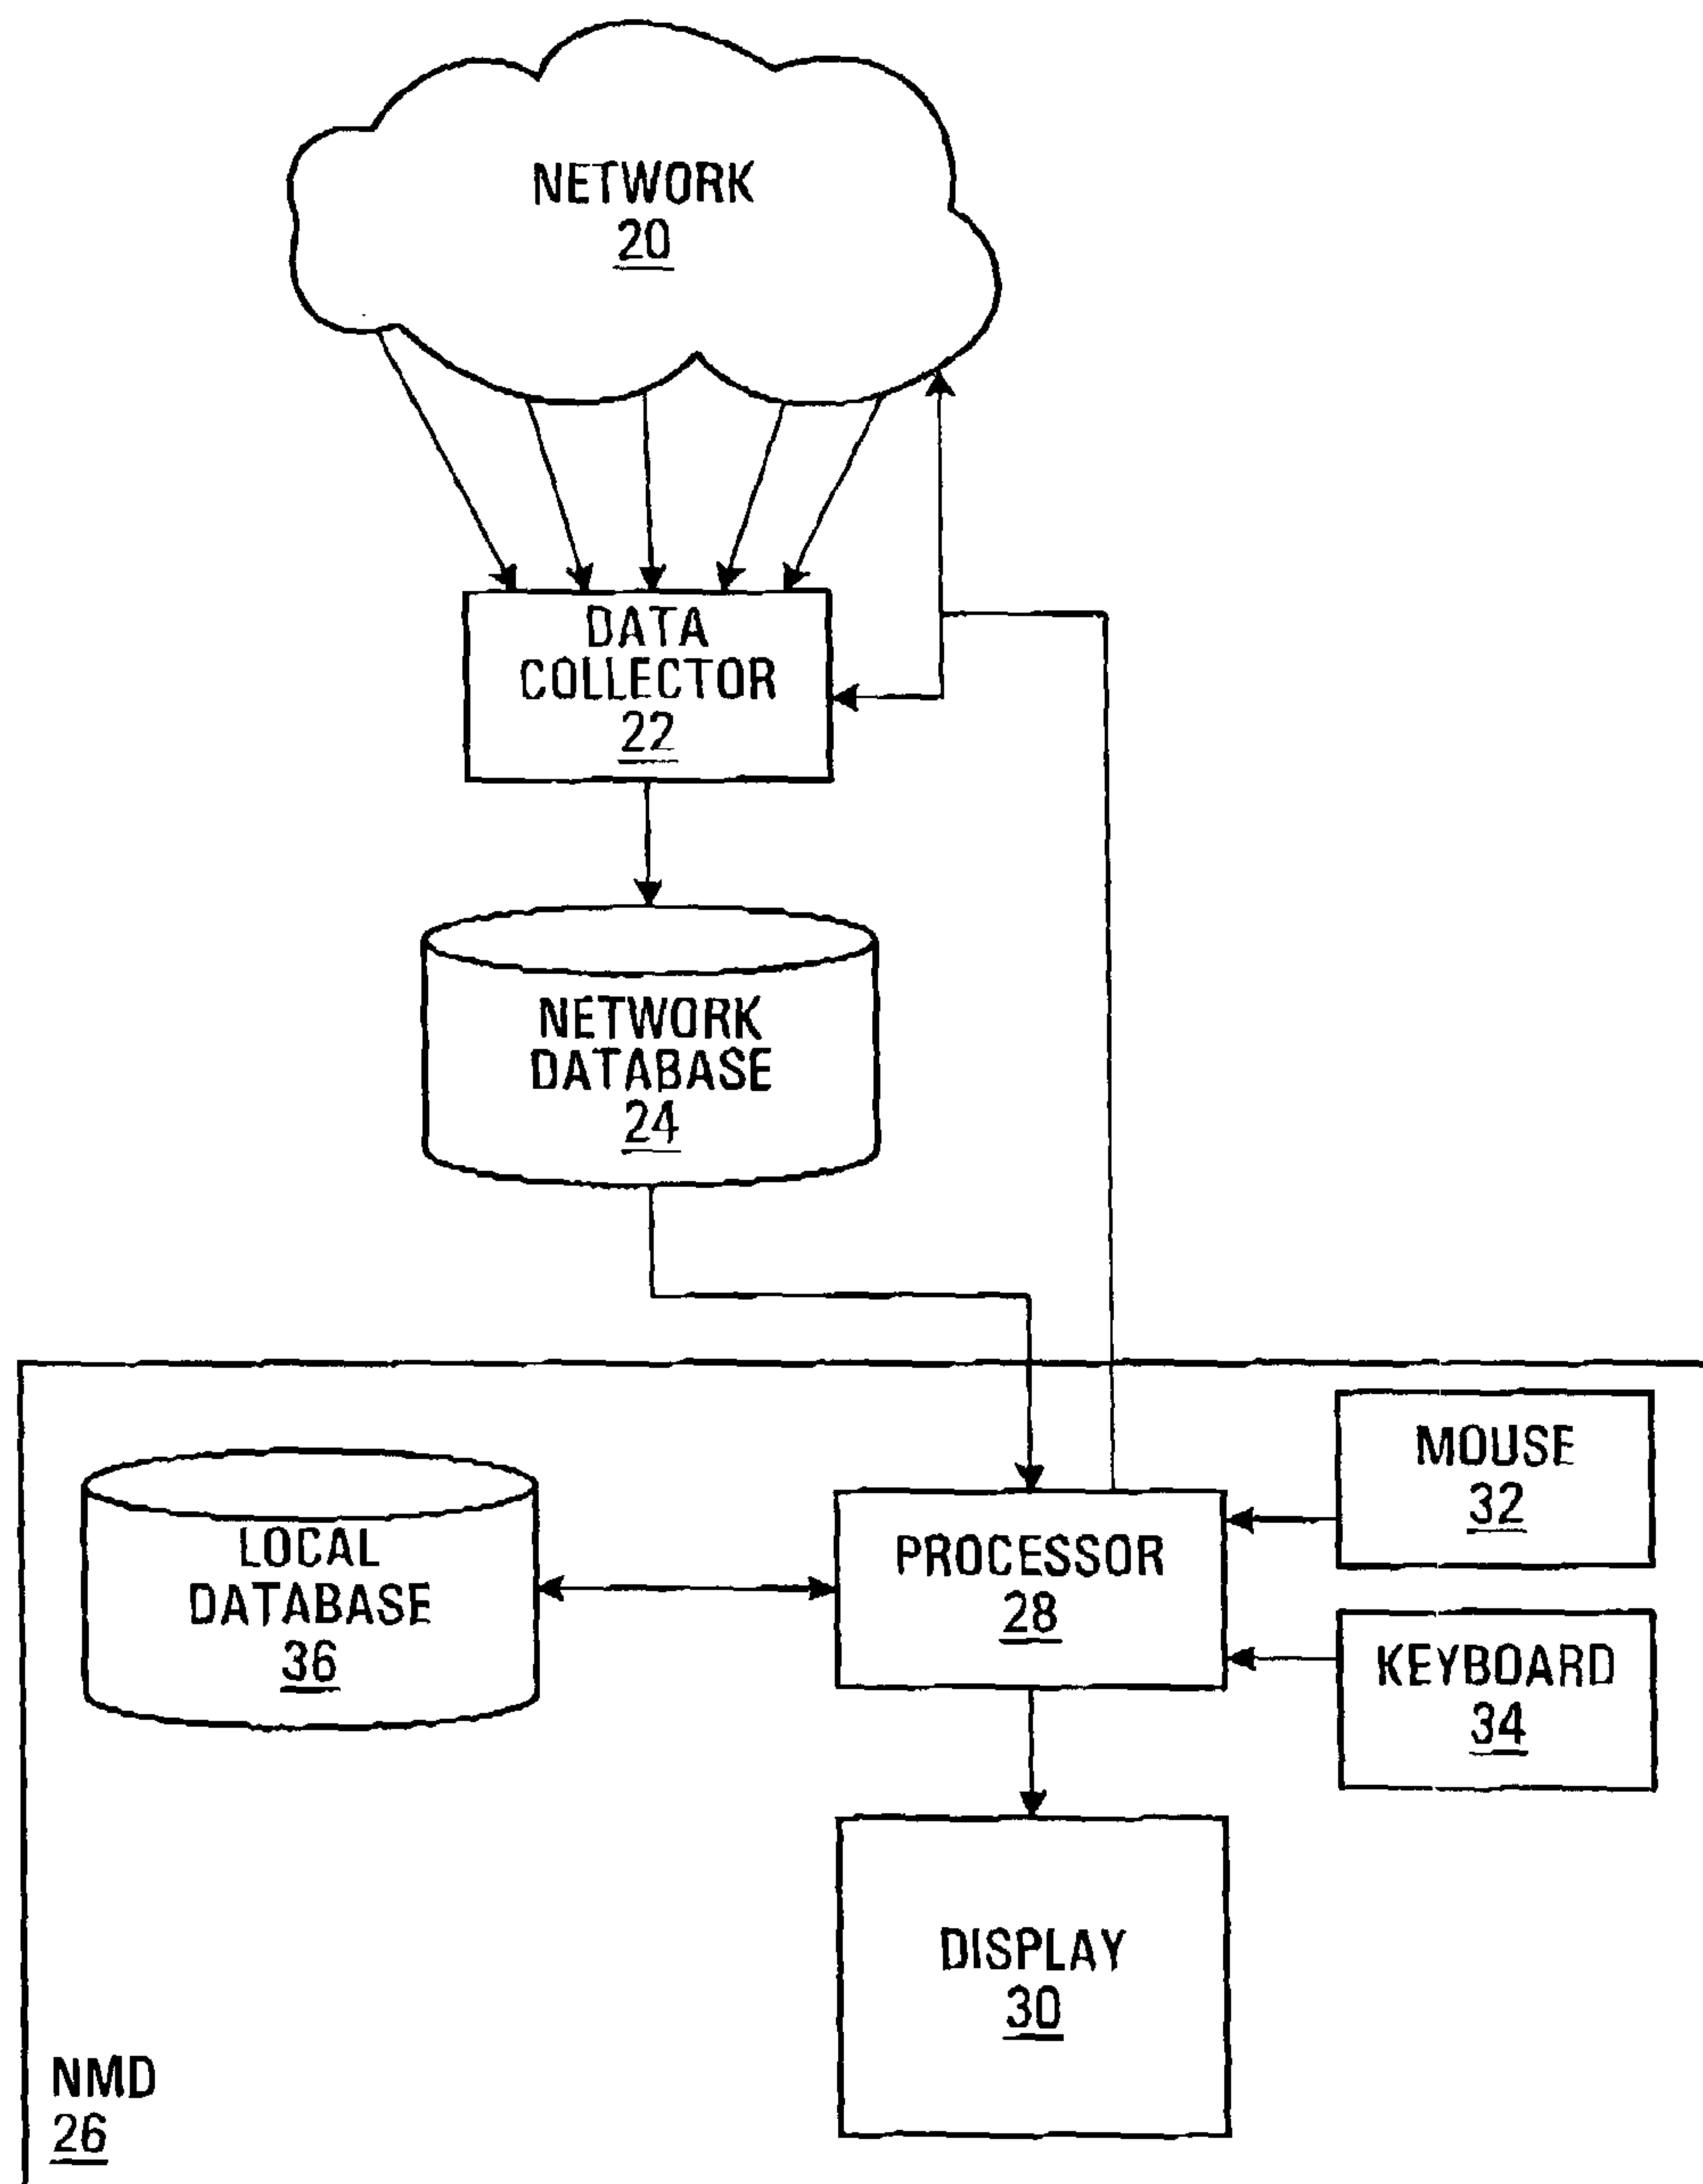 NETWORK
20
DATA
COLLECTOR
22
NETWORK
DATABASE
24
MOUSE
32
LOCAL
DATABASE
36
PROCESSOR
28
KEYBOARD
34
DISPLAY
30
NMD
26